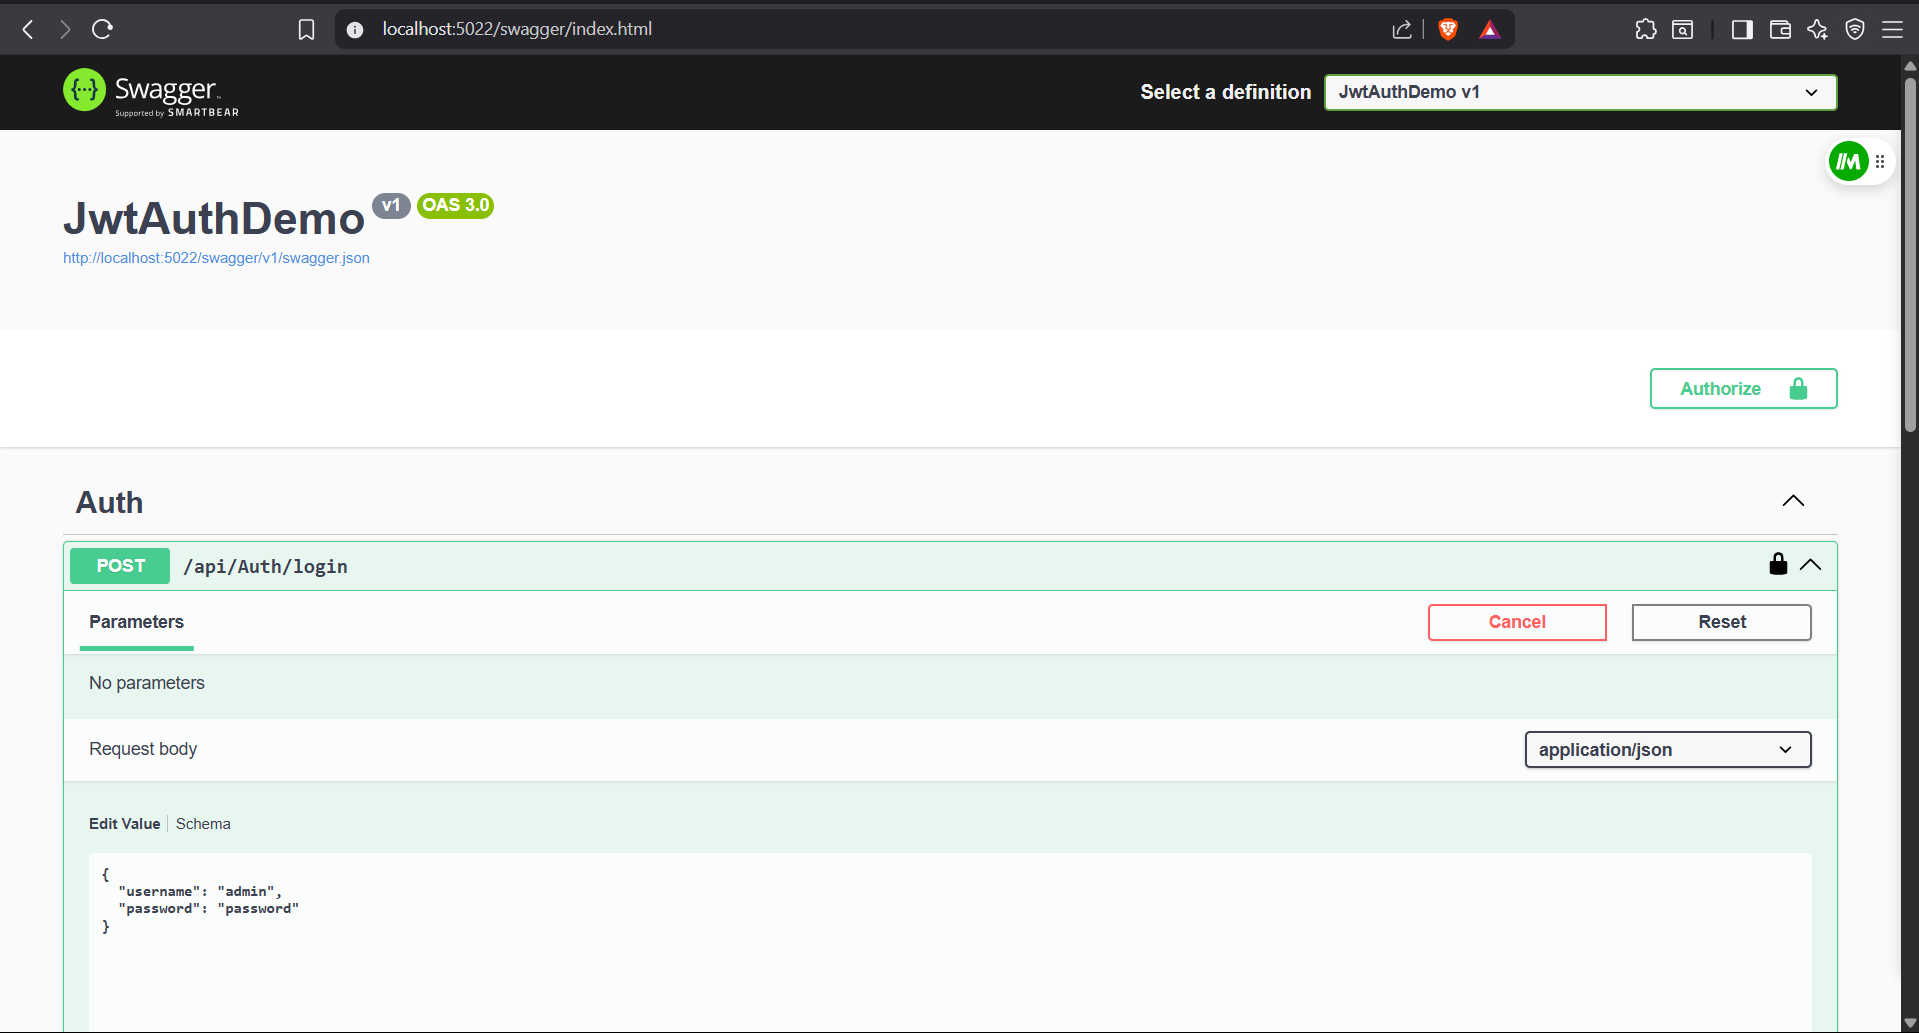 localhost:5022/swagger/index.html
{···} Swagger™
Supported by SMARTBEAR
Select a definition
JwtAuthDemo v1
JwtAuthDemo v1 OAS 3.0
http://localhost:5022/swagger/v1/swagger.json
Authorize
Auth
POST /api/Auth/login
Parameters
Cancel
Reset
No parameters
Request body
application/json
Edit Value | Schema
{
  "username": "admin",
  "password": "password"
}